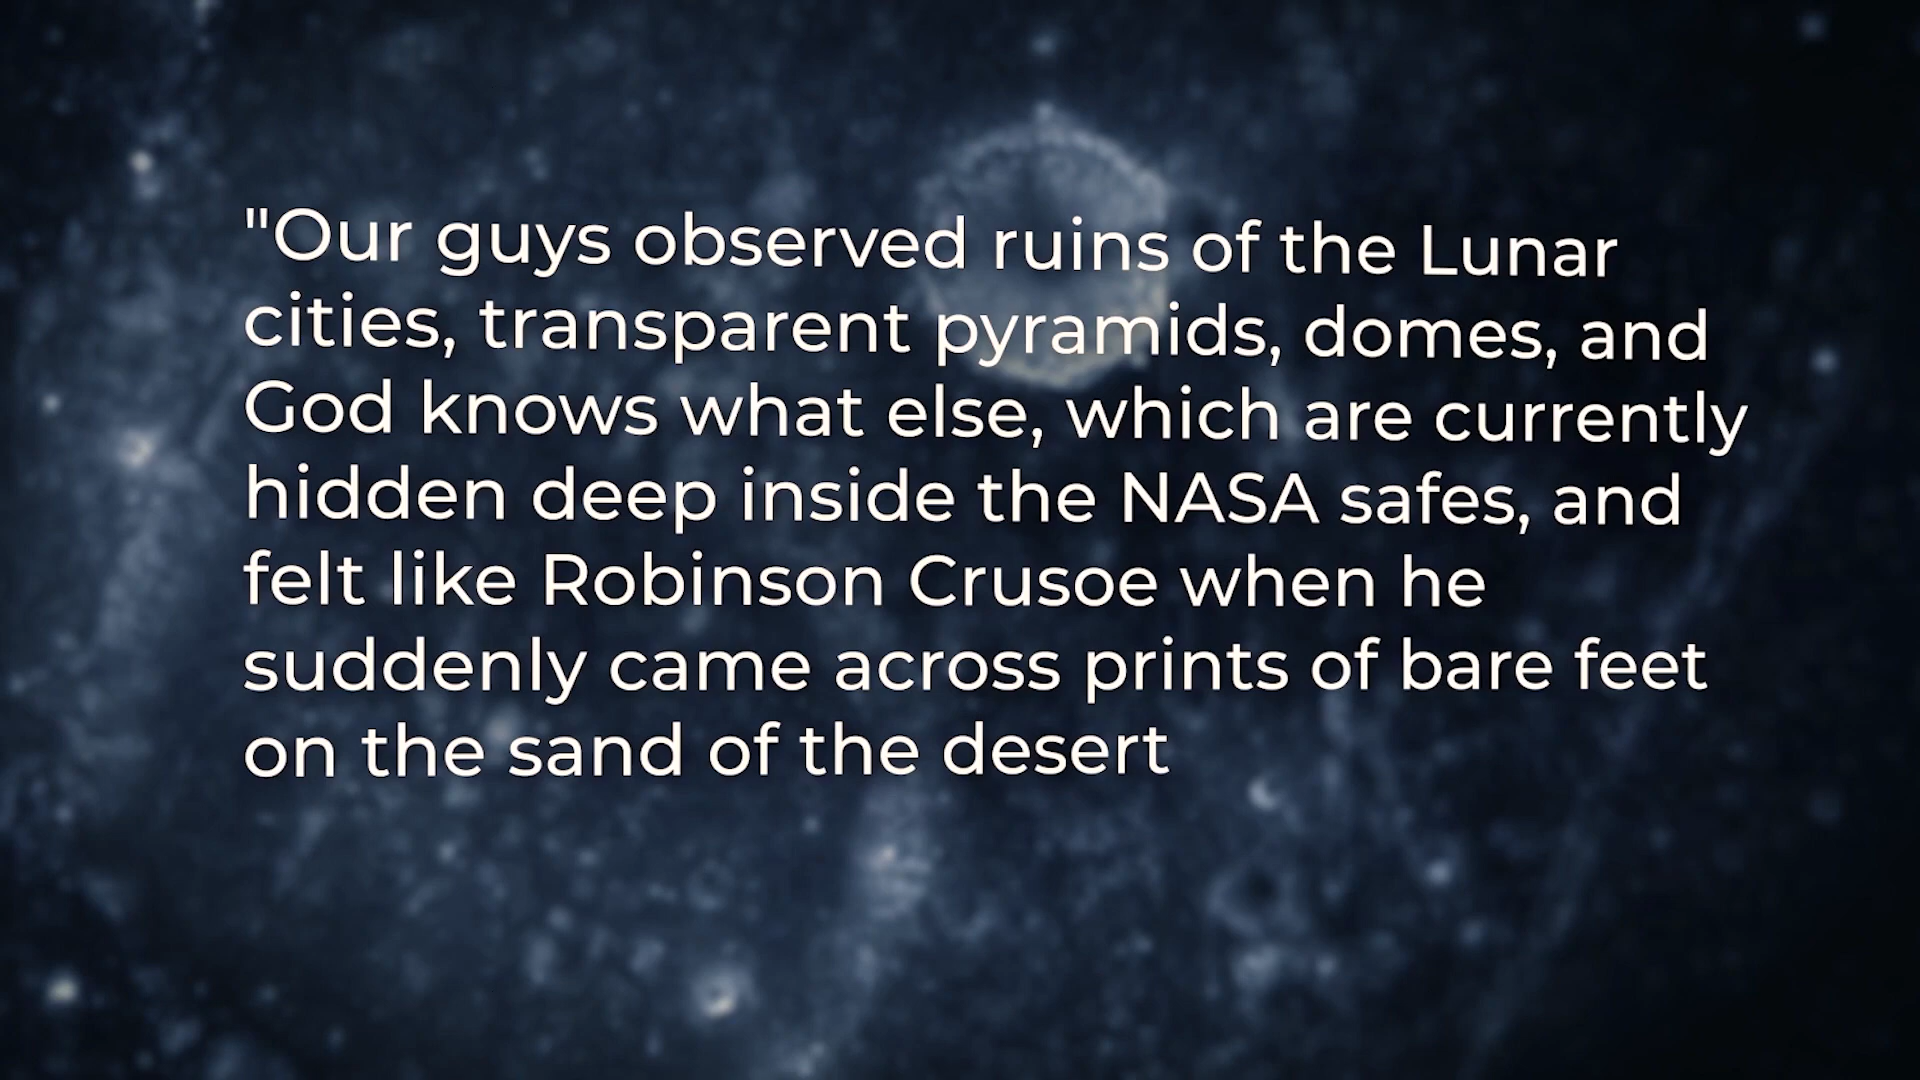 "Our guys observed ruins of the Lunar
cities, transparent pyramids, domes, and
God knows what else, which are currently
hidden deep inside the NASA safes, and
felt like Robinson Crusoe when he
suddenly came across prints of bare feet
on the sand of the desert